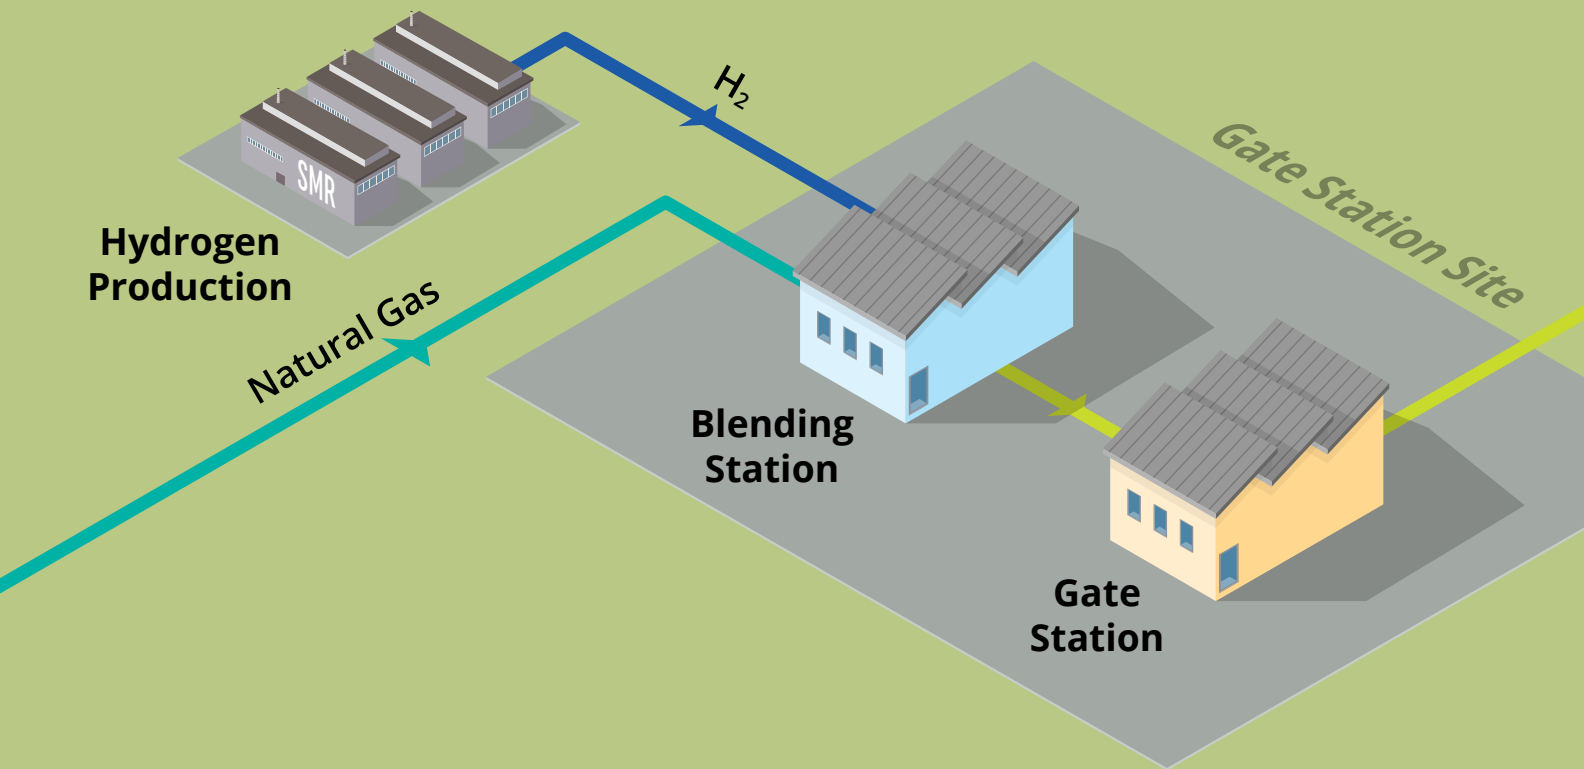 H₂
Gate Station Site
SMR
Hydrogen
Production
Natural Gas
Blending
Station
Gate
Station